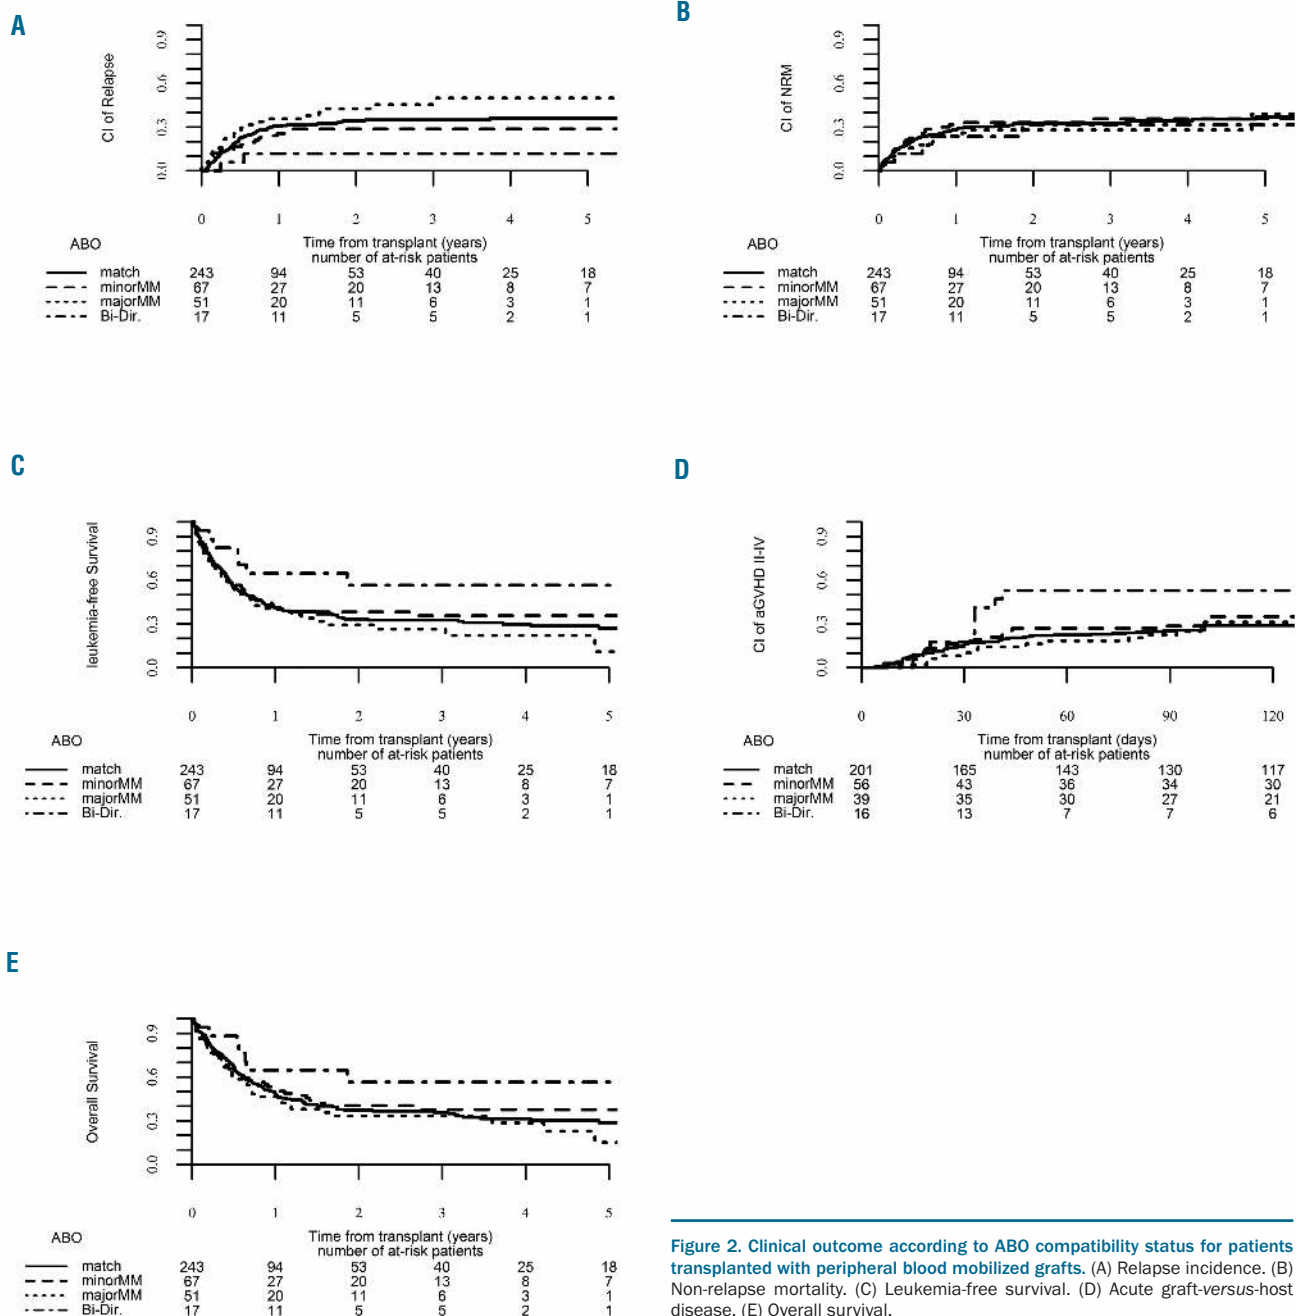 A
CI of Relapse
0.0 0.3 0.6 0.9
0 1 2 3 4 5
ABO
Time from transplant (years)
number of at-risk patients
match 243 94 53 40 25 18
minorMM 67 27 20 13 8 7
majorMM 51 20 11 6 3 1
Bi-Dir. 17 11 5 5 2 1
B
CI of NRM
0.0 0.3 0.6 0.9
0 1 2 3 4 5
ABO
Time from transplant (years)
number of at-risk patients
match 243 94 53 40 25 18
minorMM 67 27 20 13 8 7
majorMM 51 20 11 6 3 1
Bi-Dir. 17 11 5 5 2 1
C
leukemia-free Survival
0.0 0.3 0.6 0.9
0 1 2 3 4 5
ABO
Time from transplant (years)
number of at-risk patients
match 243 94 53 40 25 18
minorMM 67 27 20 13 8 7
majorMM 51 20 11 6 3 1
Bi-Dir. 17 11 5 5 2 1
D
CI of aGVHD II-IV
0.0 0.3 0.6 0.9
0 30 60 90 120
ABO
Time from transplant (days)
number of at-risk patients
match 201 165 143 130 117
minorMM 56 43 36 34 30
majorMM 39 35 30 27 21
Bi-Dir. 16 13 7 7 6
E
Overall Survival
0.0 0.3 0.6 0.9
0 1 2 3 4 5
ABO
Time from transplant (years)
number of at-risk patients
match 243 94 53 40 25 18
minorMM 67 27 20 13 8 7
majorMM 51 20 11 6 3 1
Bi-Dir. 17 11 5 5 2 1
Figure 2. Clinical outcome according to ABO compatibility status for patients
transplanted with peripheral blood mobilized grafts. (A) Relapse incidence. (B)
Non-relapse mortality. (C) Leukemia-free survival. (D) Acute graft-versus-host
disease. (E) Overall survival.